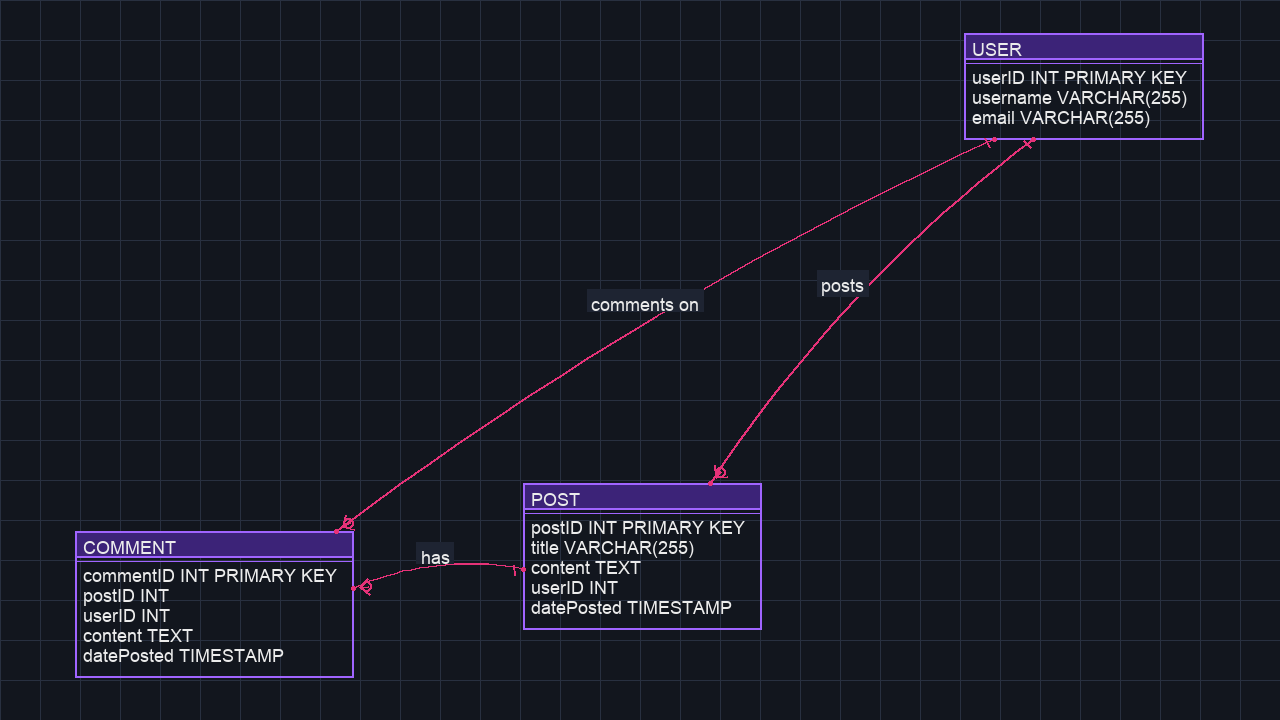 USER
userID INT PRIMARY KEY
username VARCHAR(255)
email VARCHAR(255)
posts
comments on
POST
postID INT PRIMARY KEY
title VARCHAR(255)
content TEXT
userID INT
datePosted TIMESTAMP
has
COMMENT
commentID INT PRIMARY KEY
postID INT
userID INT
content TEXT
datePosted TIMESTAMP